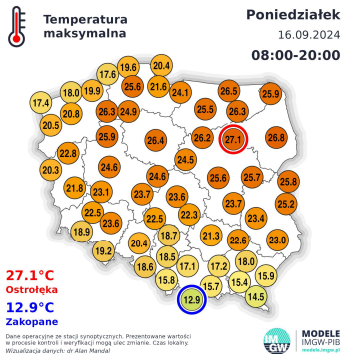 Temperatura
maksymalna
Poniedziałek
16.09.2024
08:00-20:00
20.4
19.6
17.6
25.6 21.6
26.5
18.0 19.9
24.1
25.9
17.4
20.8
26.3 24.9
25.5 26.3
20.5
25.9
26.4
26.2 27.1 26.8
22.8
24.5
20.3
24.6
24.6
25.6 25.7 25.8
21.8 23.1
23.7 23.6
23.7
25.2
22.5
22.5 22.3
23.4
18.9
23.6
18.7
21.3 22.6 23.0
19.2
20.4
18.6 18.5 17.1 17.2 18.0
15.9
15.8
15.7 15.4
12.9
14.5
27.1°C
Ostrołęka
12.9°C
Zakopane
Dane operacyjne ze stacji synoptycznych. Prezentowane wartości
w procesie kontroli i weryfikacji mogą ulec zmianie. Czas lokalny.
Wizualizacja danych: dr Alan Mandal
IMGW
MODELE
IMGW-PIB
modele.imgw.pl